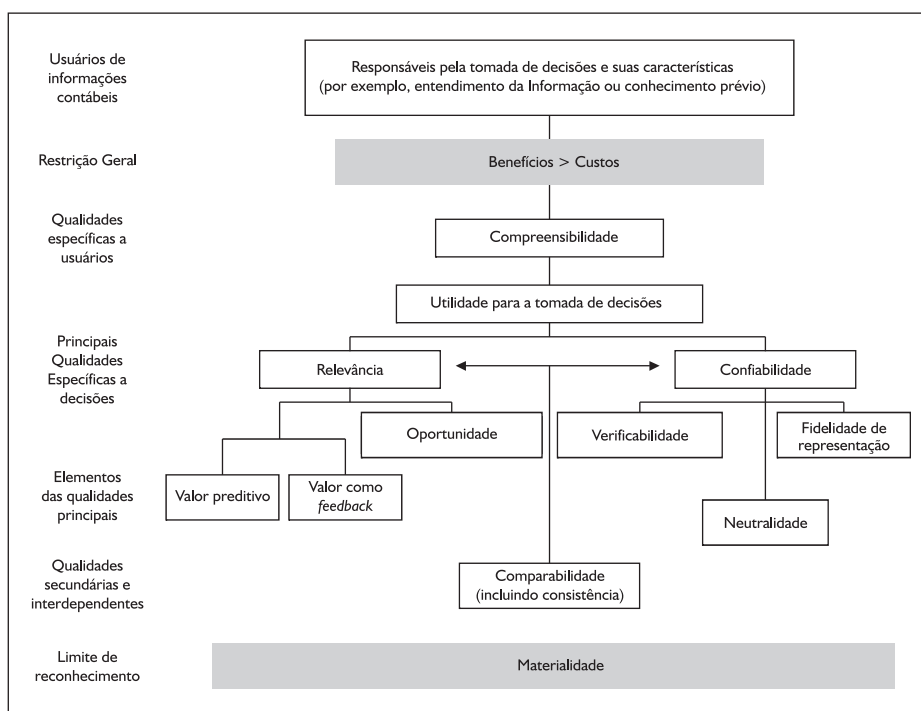 Usuários de
informações
contábeis
Responsáveis pela tomada de decisões e suas características
(por exemplo, entendimento da Informação ou conhecimento prévio)
Restrição Geral
Benefícios > Custos
Qualidades
específicas a
usuários
Compreensibilidade
Utilidade para a tomada de decisões
Principais
Qualidades
Específicas a
decisões
Relevância
Confiabilidade
Oportunidade
Verificabilidade
Fidelidade de
representação
Elementos
das qualidades
principais
Valor preditivo
Valor como
feedback
Neutralidade
Qualidades
secundárias e
interdependentes
Comparabilidade
(incluindo consistência)
Limite de
reconhecimento
Materialidade